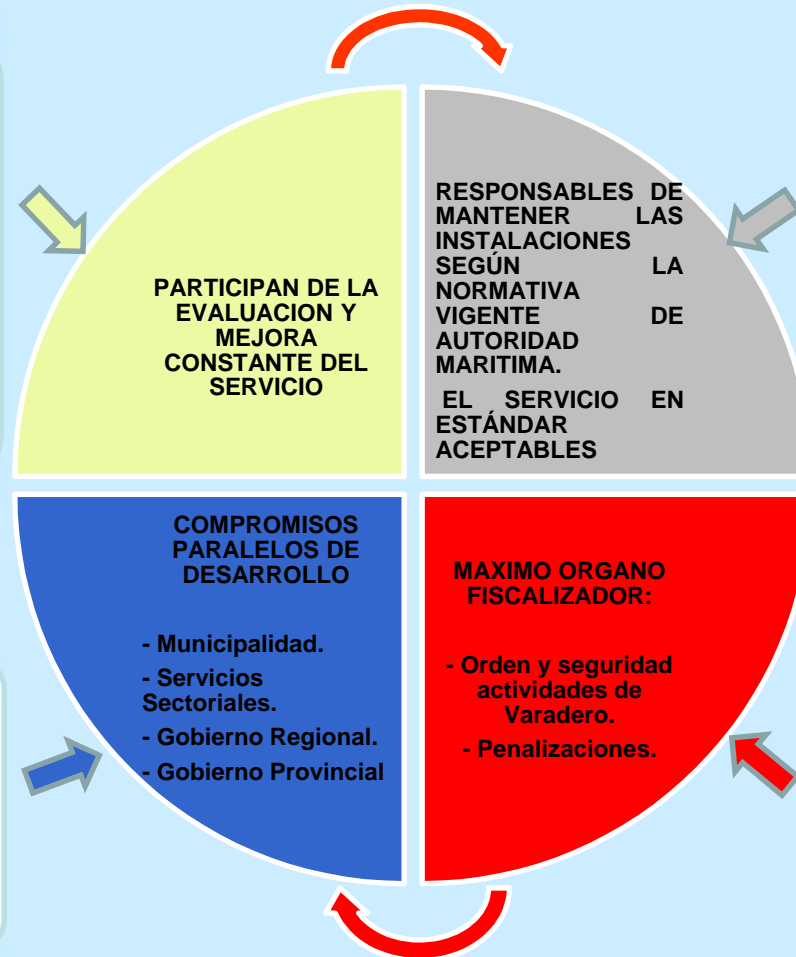 PARTICIPAN DE LA
EVALUACION Y
MEJORA
CONSTANTE DEL
SERVICIO
RESPONSABLES DE
MANTENER LAS
INSTALACIONES
SEGÚN LA
NORMATIVA
VIGENTE DE
AUTORIDAD
MARITIMA.
EL SERVICIO EN
ESTÁNDAR
ACEPTABLES
COMPROMISOS
PARALELOS DE
DESARROLLO
- Municipalidad.
- Servicios
Sectoriales.
- Gobierno Regional.
- Gobierno Provincial
MAXIMO ORGANO
FISCALIZADOR:
- Orden y seguridad
actividades de
Varadero.
- Penalizaciones.